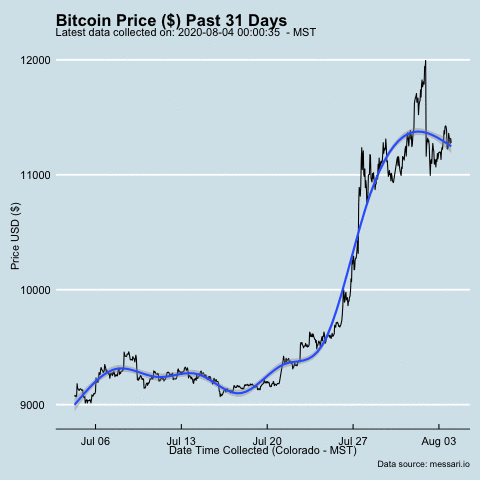 Bitcoin Price ($) Past 31 Days
Latest data collected on: 2020-08-04 00:00:35 - MST
12000
11000
10000
9000
Price USD ($)
Jul 06 Jul 13 Jul 20 Jul 27 Aug 03
Date Time Collected (Colorado - MST)
Data source: messari.io